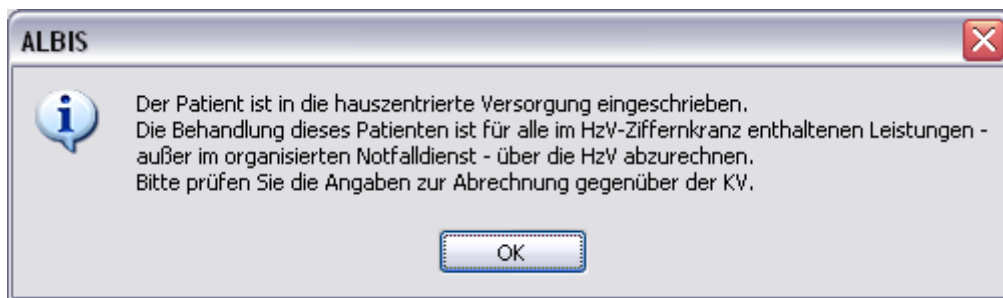 ALBIS
Der Patient ist in die hauszentrierte Versorgung eingeschrieben.
Die Behandlung dieses Patienten ist für alle im HzV-Ziffernkranz enthaltenen Leistungen -
außer im organisierten Notfalldienst - über die HzV abzurechnen.
Bitte prüfen Sie die Angaben zur Abrechnung gegenüber der KV.
OK